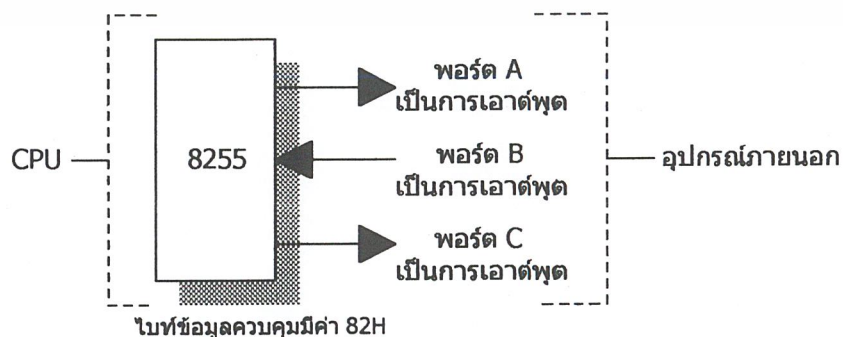 พอร์ต A
เป็นการเอาต์พุต
CPU
8255
พอร์ต B
เป็นการเอาต์พุต
อุปกรณ์ภายนอก
พอร์ต C
เป็นการเอาต์พุต
ไบท์ข้อมูลควบคุมมีค่า 82H